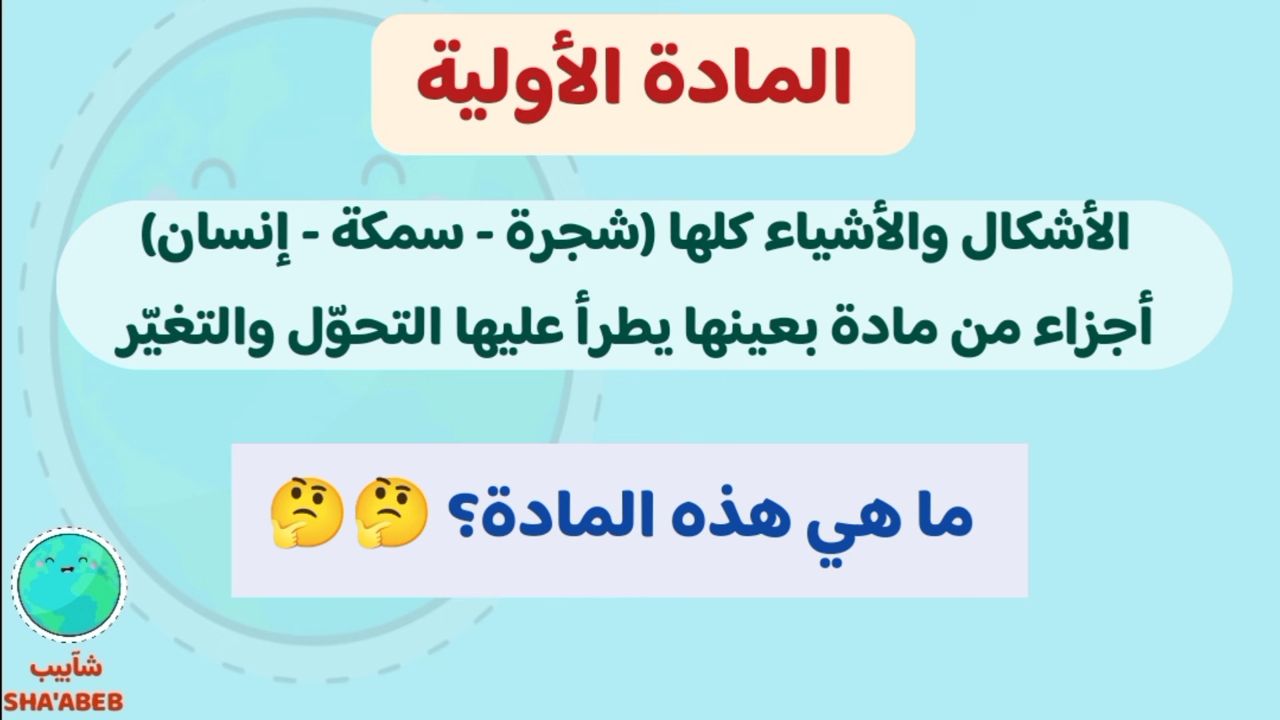 المادة الأولية
الأشكال والأشياء كلها (شجرة - سمكة - إنسان)
أجزاء من مادة بعينها يطرأ عليها التحوّل والتغيّر
ما هي هذه المادة؟ 🤔🤔
شآبيب
SHA'ABEB